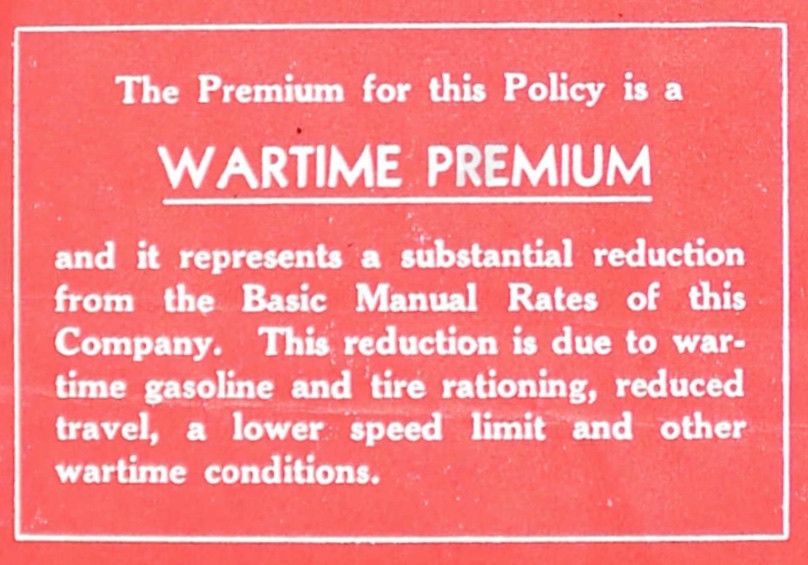 The Premium for this Policy is a
WARTIME PREMIUM
and it represents a substantial reduction
from the Basic Manual Rates of this
Company. This reduction is due to war-
time gasoline and tire rationing, reduced
travel, a lower speed limit and other
wartime conditions.